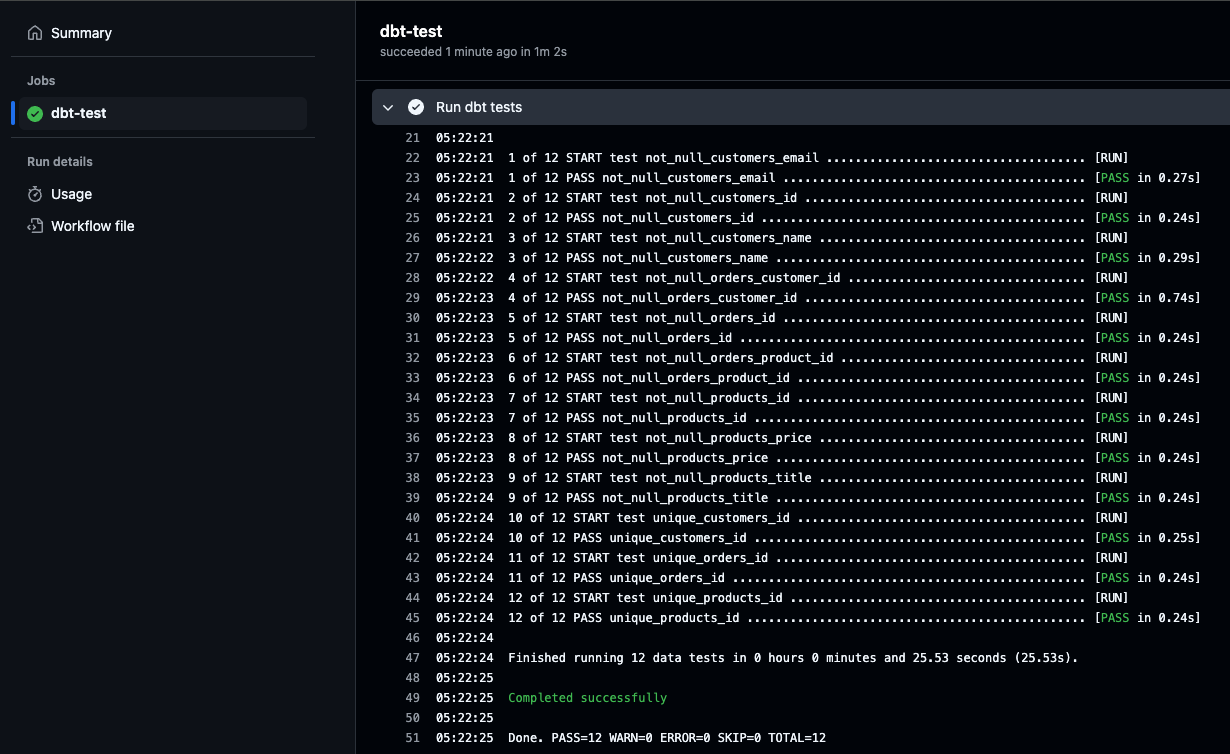 Summary
Jobs
dbt-test
Run details
Usage
Workflow file
dbt-test
succeeded 1 minute ago in 1m 2s
Run dbt tests
21 05:22:21
22 05:22:21 1 of 12 START test not_null_customers_email .................................... [RUN]
23 05:22:21 1 of 12 PASS not_null_customers_email .......................................... [PASS in 0.27s]
24 05:22:21 2 of 12 START test not_null_customers_id ....................................... [RUN]
25 05:22:21 2 of 12 PASS not_null_customers_id ............................................. [PASS in 0.24s]
26 05:22:21 3 of 12 START test not_null_customers_name ..................................... [RUN]
27 05:22:22 3 of 12 PASS not_null_customers_name ........................................... [PASS in 0.29s]
28 05:22:22 4 of 12 START test not_null_orders_customer_id ................................. [RUN]
29 05:22:23 4 of 12 PASS not_null_orders_customer_id ....................................... [PASS in 0.74s]
30 05:22:23 5 of 12 START test not_null_orders_id .......................................... [RUN]
31 05:22:23 5 of 12 PASS not_null_orders_id ................................................ [PASS in 0.24s]
32 05:22:23 6 of 12 START test not_null_orders_product_id .................................. [RUN]
33 05:22:23 6 of 12 PASS not_null_orders_product_id ........................................ [PASS in 0.24s]
34 05:22:23 7 of 12 START test not_null_products_id ........................................ [RUN]
35 05:22:23 7 of 12 PASS not_null_products_id .............................................. [PASS in 0.24s]
36 05:22:23 8 of 12 START test not_null_products_price ..................................... [RUN]
37 05:22:23 8 of 12 PASS not_null_products_price ........................................... [PASS in 0.24s]
38 05:22:23 9 of 12 START test not_null_products_title ..................................... [RUN]
39 05:22:24 9 of 12 PASS not_null_products_title ........................................... [PASS in 0.24s]
40 05:22:24 10 of 12 START test unique_customers_id ........................................ [RUN]
41 05:22:24 10 of 12 PASS unique_customers_id .............................................. [PASS in 0.25s]
42 05:22:24 11 of 12 START test unique_orders_id ........................................... [RUN]
43 05:22:24 11 of 12 PASS unique_orders_id ................................................. [PASS in 0.24s]
44 05:22:24 12 of 12 START test unique_products_id ......................................... [RUN]
45 05:22:24 12 of 12 PASS unique_products_id ............................................... [PASS in 0.24s]
46 05:22:24
47 05:22:24 Finished running 12 data tests in 0 hours 0 minutes and 25.53 seconds (25.53s).
48 05:22:25
49 05:22:25 Completed successfully
50 05:22:25
51 05:22:25 Done. PASS=12 WARN=0 ERROR=0 SKIP=0 TOTAL=12